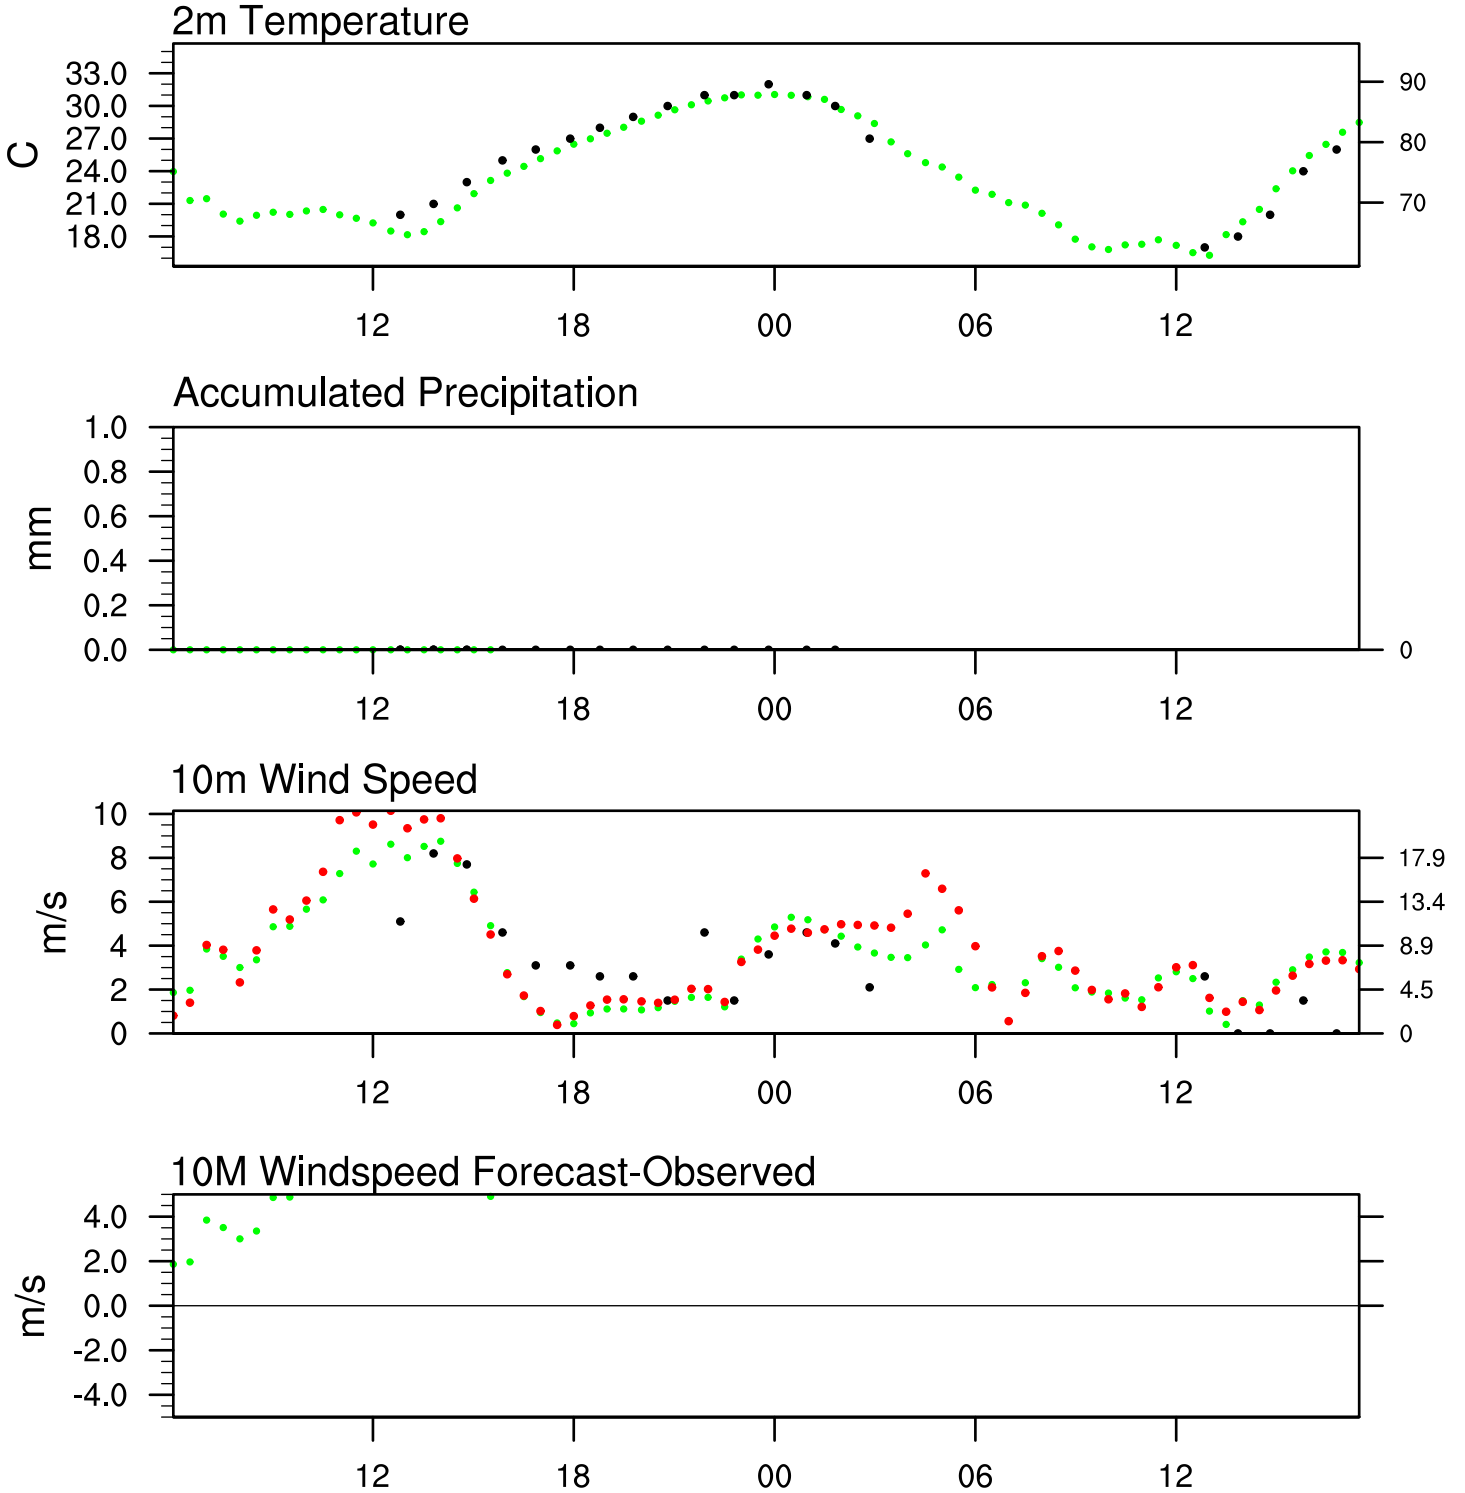 2m Temperature
33.0
30.0
27.0
24.0
21.0
18.0
C
90
80
70
12 18 00 06 12
Accumulated Precipitation
1.0
0.8
0.6
0.4
0.2
0.0
mm
0
12 18 00 06 12
10m Wind Speed
10
8
6
4
2
0
m/s
17.9
13.4
8.9
4.5
0
12 18 00 06 12
10M Windspeed Forecast-Observed
4.0
2.0
0.0
-2.0
-4.0
m/s
12 18 00 06 12